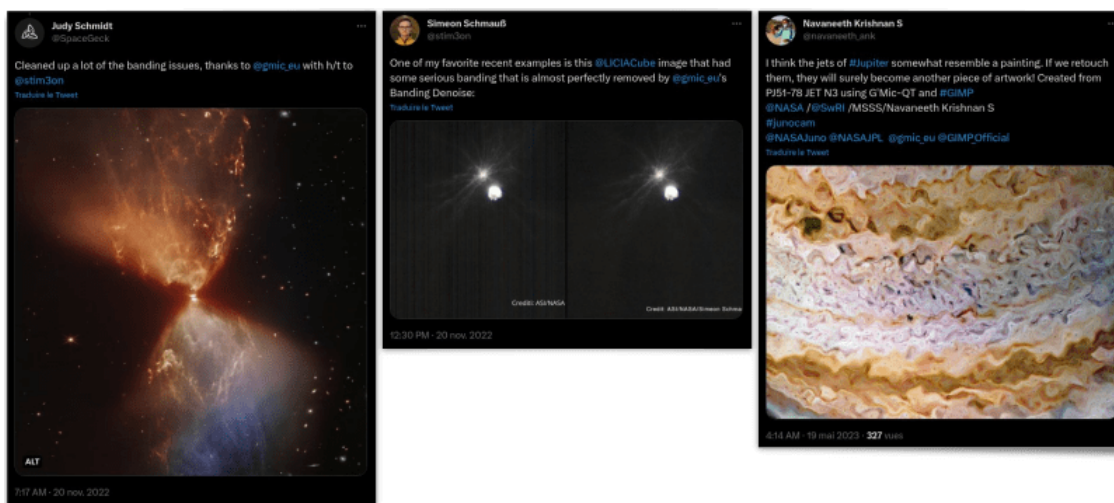 Judy Schmidt
@SpaceGeck
Cleaned up a lot of the banding issues, thanks to @gmic_eu with h/t to
@stim3on
Traduire le Tweet
ALT
7:17 AM · 20 nov. 2022
Simeon Schmauß
@stim3on
One of my favorite recent examples is this @LICIACube image that had
some serious banding that is almost perfectly removed by @gmic_eu's
Banding Denoise:
Traduire le Tweet
Credit: ASI/NASA
Credit: ASI/NASA/Simeon Schma
12:30 PM · 20 nov. 2022
Navaneeth Krishnan S
@navaneeth_ank
I think the jets of #Jupiter somewhat resemble a painting. If we retouch
them, they will surely become another piece of artwork! Created from
PJ51-78 JET N3 using G'Mic-QT and #GIMP
@NASA /@SwRI /MSSS/Navaneeth Krishnan S
#junocam
@NASAJuno @NASAJPL @gmic_eu @GIMP_Official
Traduire le Tweet
4:14 AM · 19 mai 2023 · 327 vues